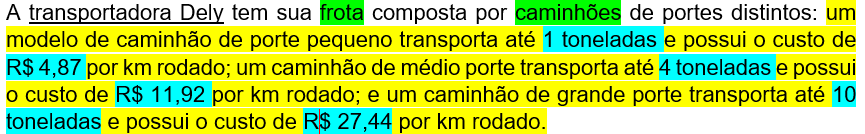 A transportadora Dely tem sua frota composta por caminhões de portes distintos: um
modelo de caminhão de porte pequeno transporta até 1 toneladas e possui o custo de
R$ 4,87 por km rodado; um caminhão de médio porte transporta até 4 toneladas e possui
o custo de R$ 11,92 por km rodado; e um caminhão de grande porte transporta até 10
toneladas e possui o custo de R$ 27,44 por km rodado.